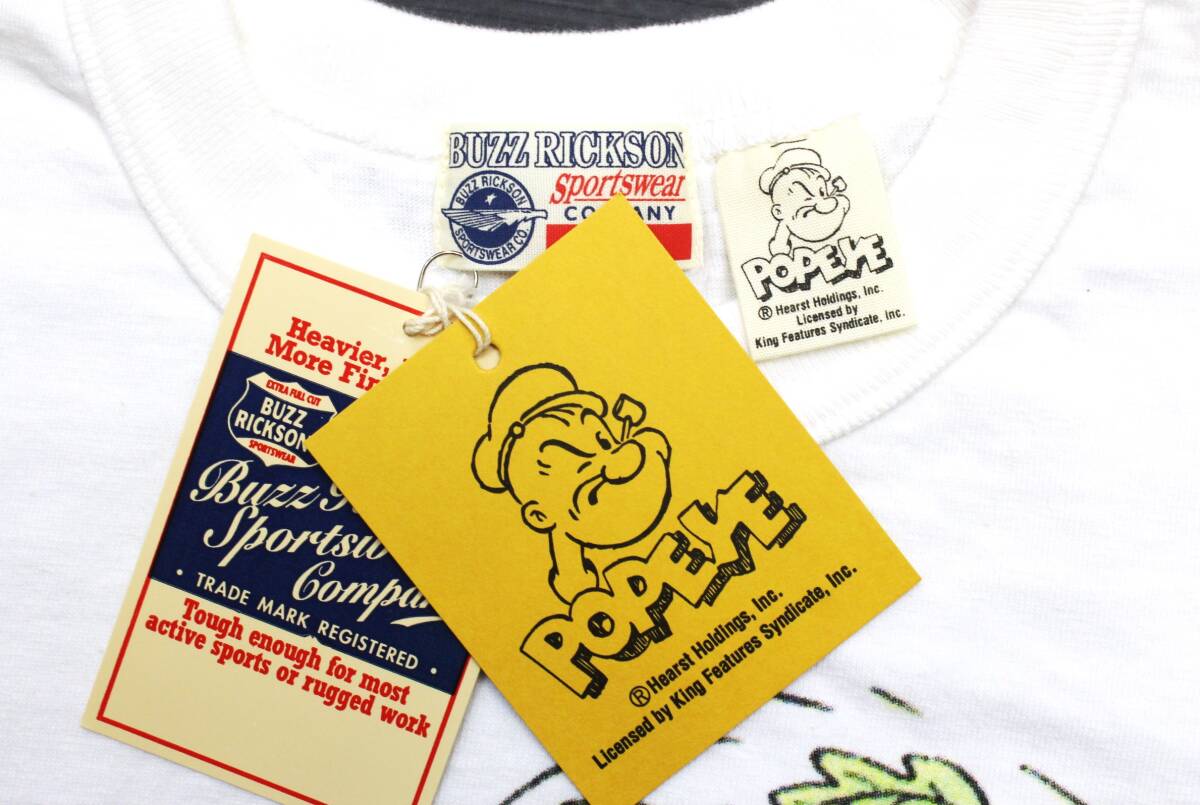 BUZZ RICKSON
Sportswear
COMPANY
BUZZ RICKSON
SPORTSWEAR CO.
POPEYE
® Hearst Holdings, Inc.
Licensed by
King Features Syndicate, Inc.
Heavier,
More
EXTRA FULL CUT
BUZZ
RICKSON
SPORTSWEAR
Buzz
Sportsw
Compan
• TRADE MARK REGISTERED •
Tough enough for most
active sports or rugged work
POPEYE
® Hearst Holdings, Inc.
Licensed by King Features Syndicate, Inc.